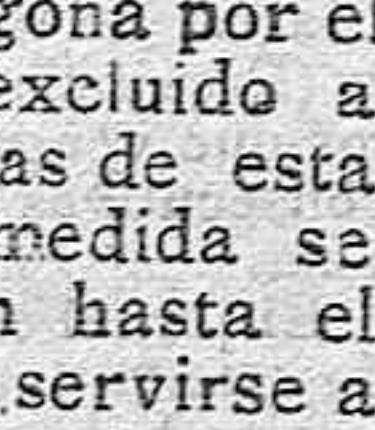 gona por el
excluido a
as de esta
medida se
n hasta el
servirse a